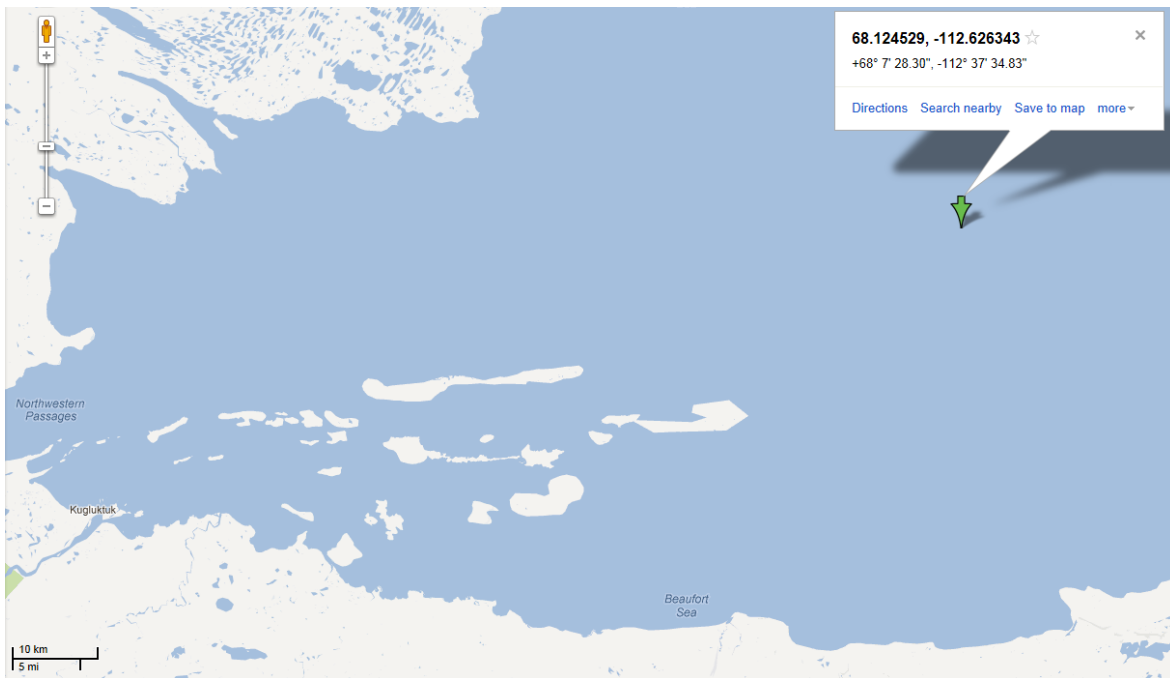 68.124529, -112.626343
+68° 7' 28.30", -112° 37' 34.83"
Directions Search nearby Save to map more
Northwestern
Passages
Kugluktuk
Beaufort
Sea
10 km
5 mi